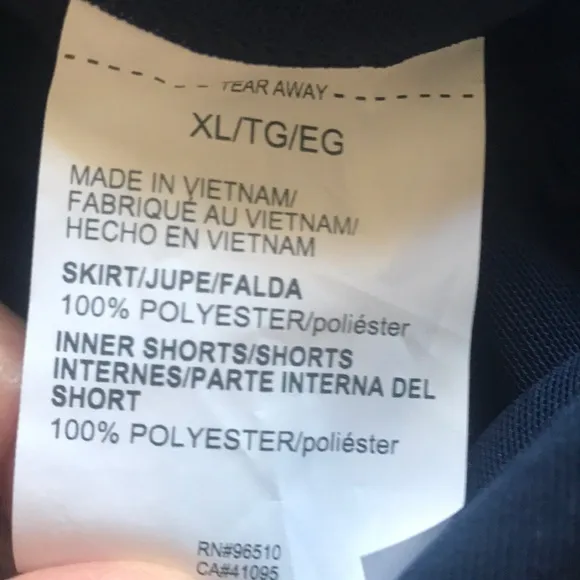 TEAR AWAY
XL/TG/EG
MADE IN VIETNAM/
FABRIQUÉ AU VIETNAM/
HECHO EN VIETNAM
SKIRT/JUPE/FALDA
100% POLYESTER/poliéster
INNER SHORTS/SHORTS
INTERNES/PARTE INTERNA DEL
SHORT
100% POLYESTER/poliéster
RN#96510
CA#41095